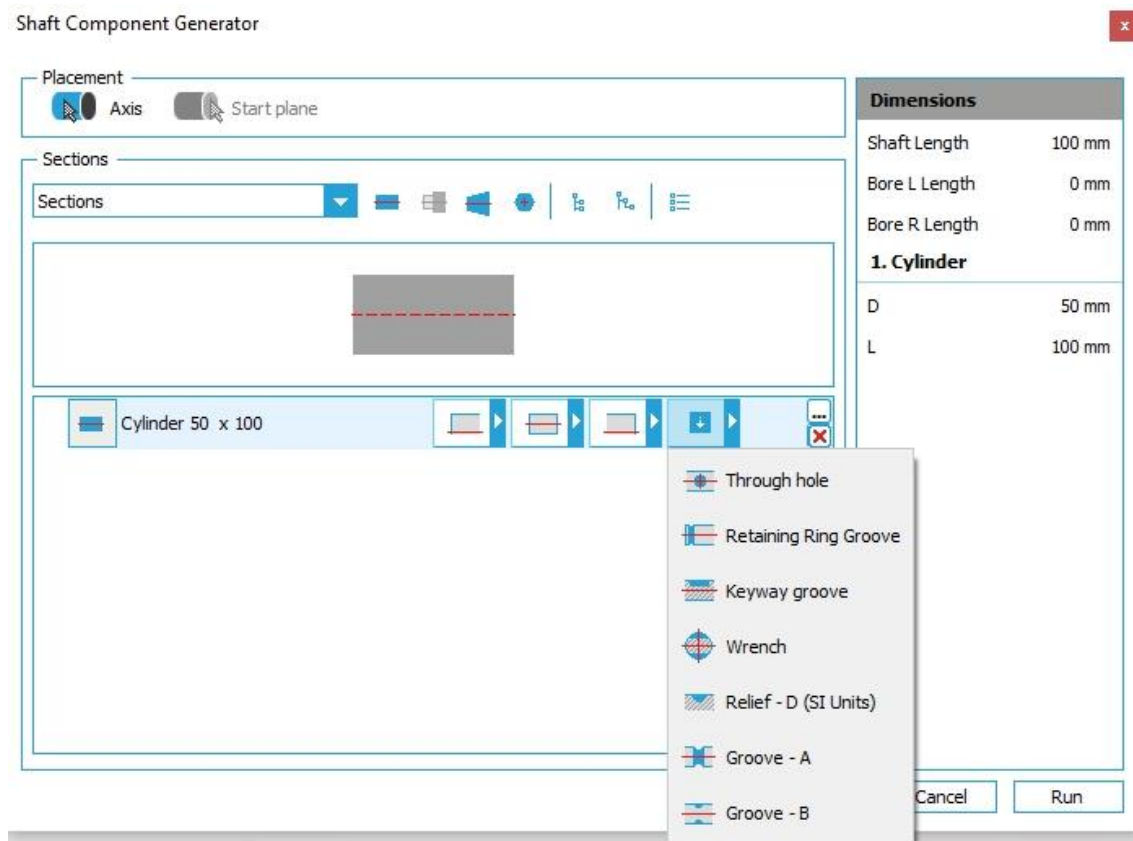 Shaft Component Generator
x
Placement
Axis Start plane
Sections
Sections
Cylinder 50 x 100
...
Through hole
Retaining Ring Groove
Keyway groove
Wrench
Relief - D (SI Units)
Groove - A
Groove - B
Dimensions
Shaft Length 100 mm
Bore L Length 0 mm
Bore R Length 0 mm
1. Cylinder
D 50 mm
L 100 mm
Cancel Run